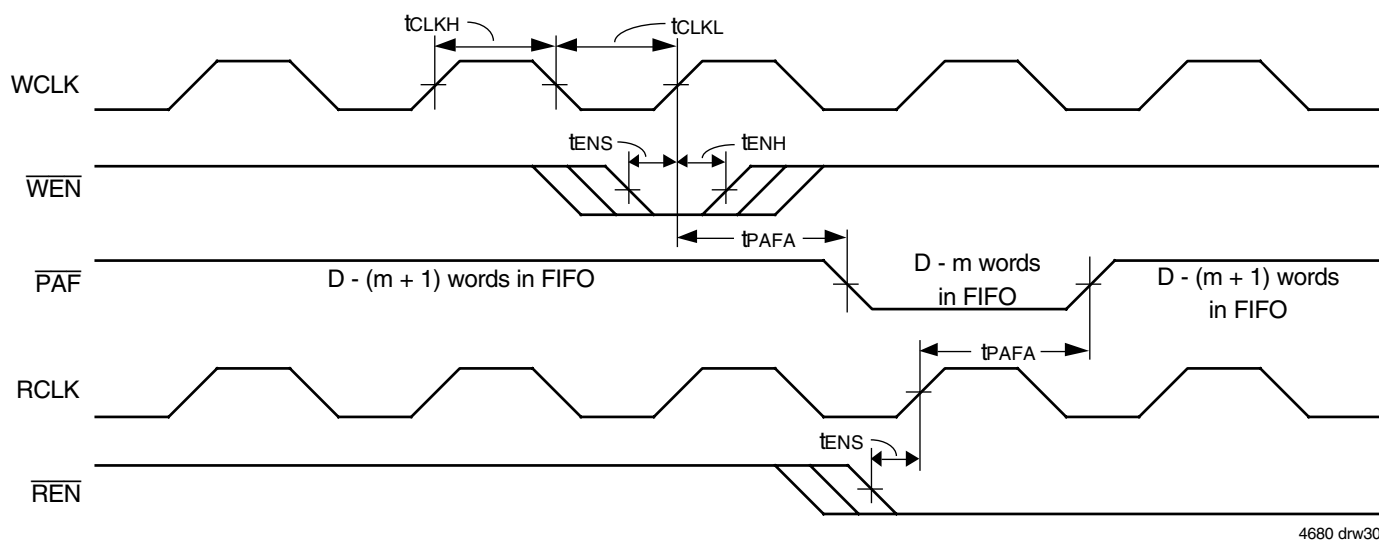 tCLKH
tCLKL
WCLK
tENS
tENH
WEN
tPAFA
PAF
D - (m + 1) words in FIFO
D - m words
in FIFO
D - (m + 1) words
in FIFO
tPAFA
RCLK
tENS
REN
4680 drw30